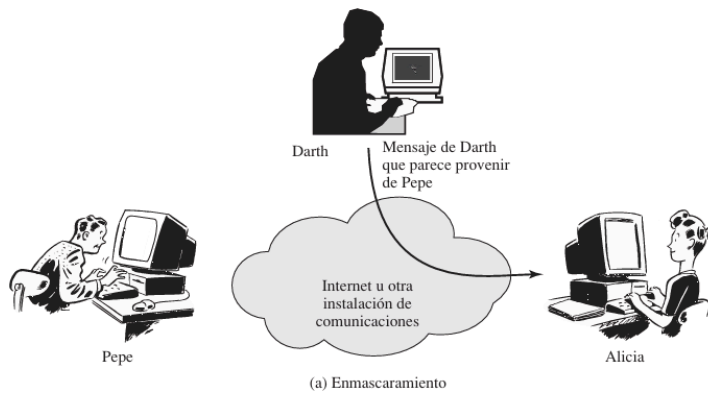 Darth
Mensaje de Darth
que parece provenir
de Pepe
Internet u otra
instalación de
comunicaciones
Pepe
Alicia
(a) Enmascaramiento